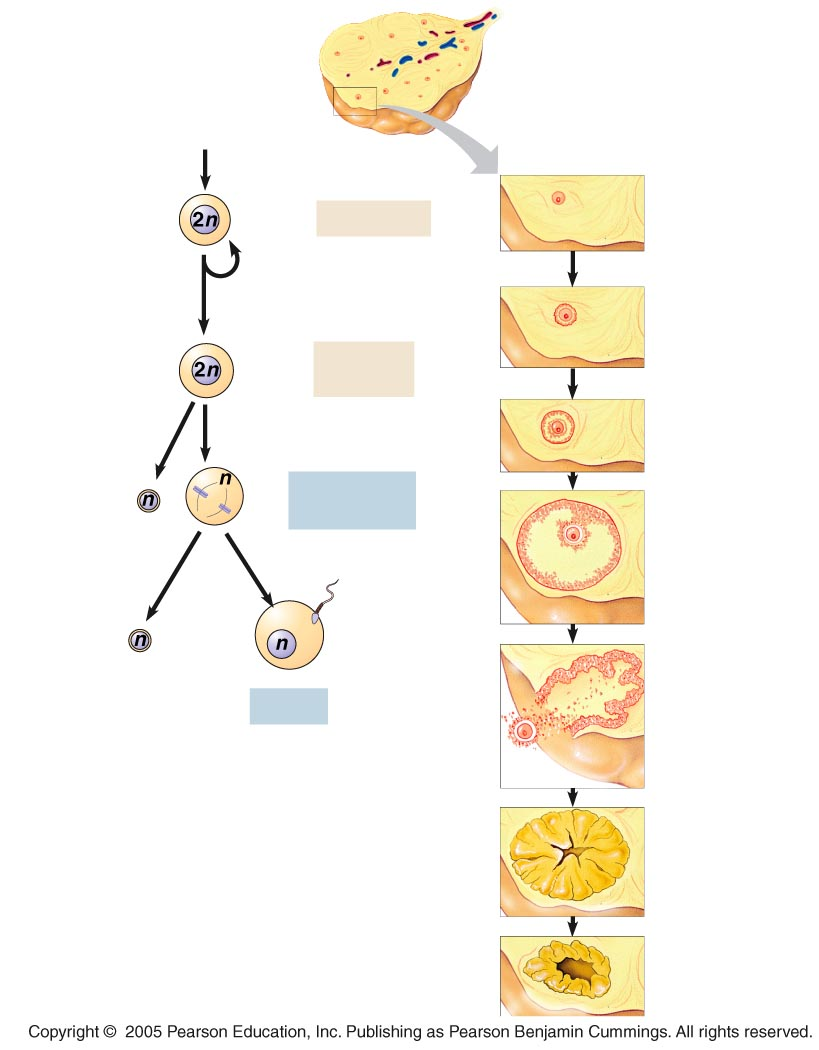 2n
2n
n
n
n
n
Copyright © 2005 Pearson Education, Inc. Publishing as Pearson Benjamin Cummings. All rights reserved.